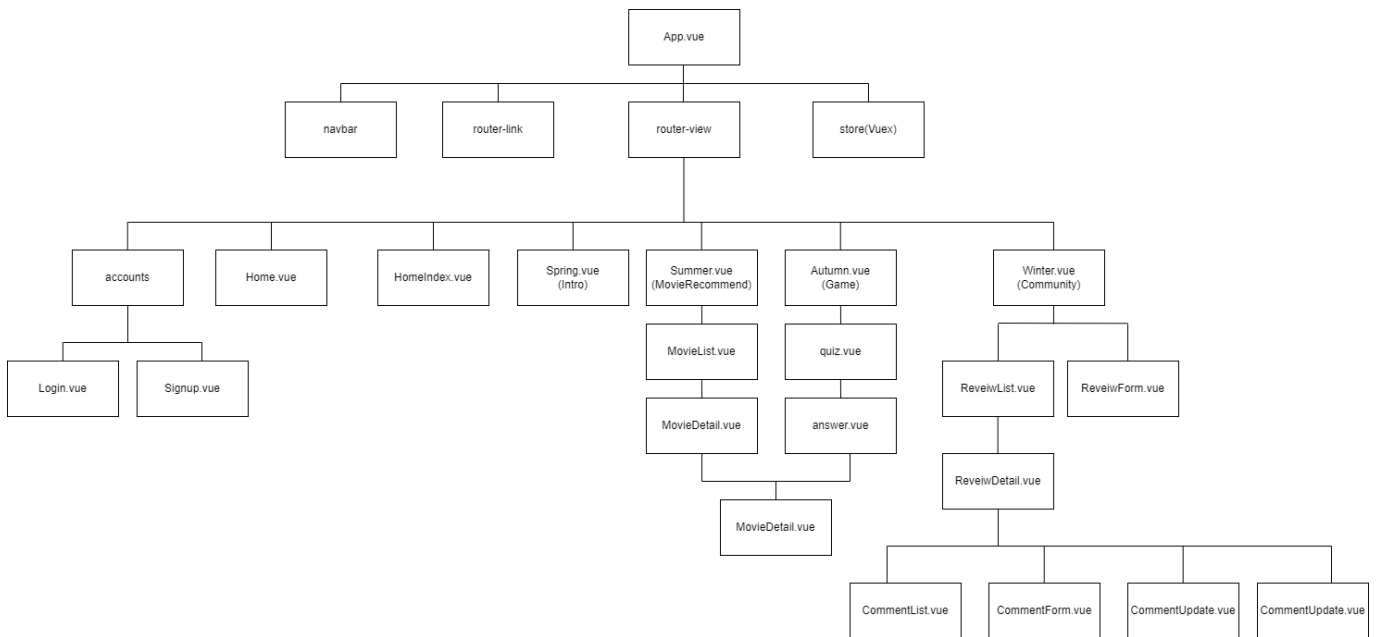 App.vue
navbar
router-link
router-view
store(Vuex)
accounts
Home.vue
HomeIndex.vue
Spring.vue
(Intro)
Summer.vue
(MovieRecommend)
Autumn.vue
(Game)
Winter.vue
(Community)
MovieList.vue
quiz.vue
Login.vue
Signup.vue
ReveiwList.vue
ReveiwForm.vue
MovieDetail.vue
answer.vue
ReveiwDetail.vue
MovieDetail.vue
CommentList.vue
CommentForm.vue
CommentUpdate.vue
CommentUpdate.vue